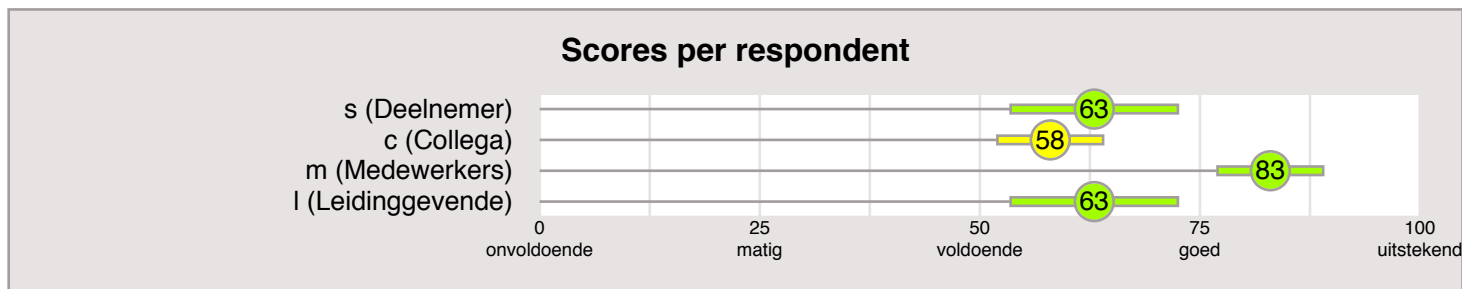 Scores per respondent
s (Deelnemer) 63
c (Collega) 58
m (Medewerkers) 83
l (Leidinggevende) 63
0 25 50 75 100
onvoldoende matig voldoende goed uitstekend